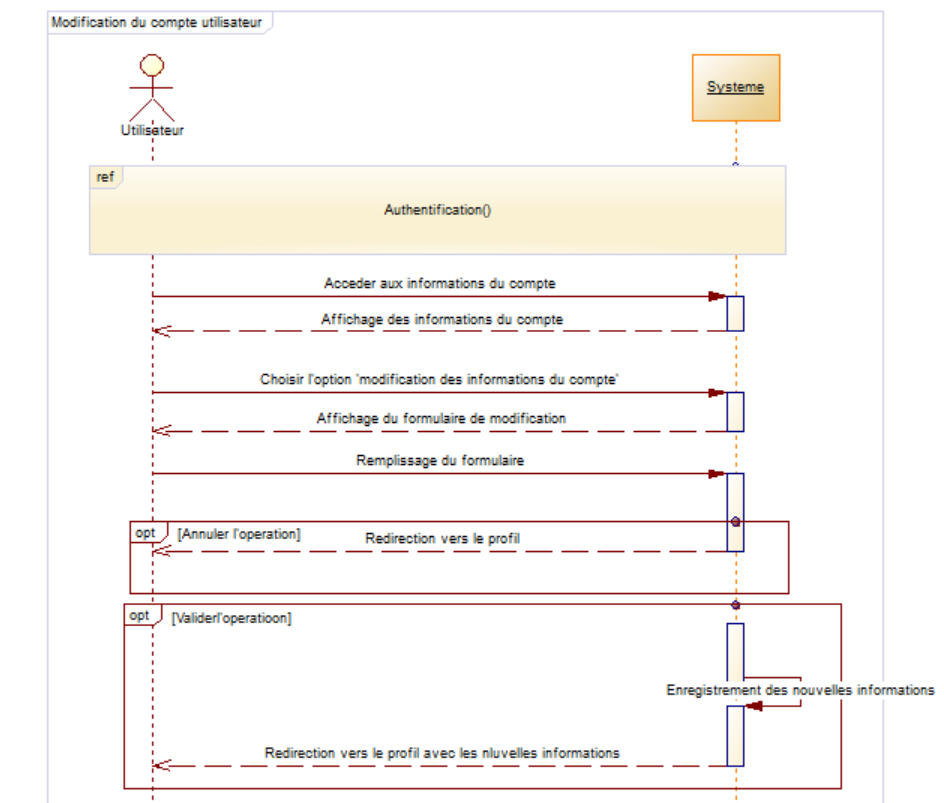 Modification du compte utilisateur
Systeme
Utilisateur
ref
Authentification()
Acceder aux informations du compte
Affichage des informations du compte
Choisir l'option 'modification des informations du compte'
Affichage du formulaire de modification
Remplissage du formulaire
opt [Annuler l'operation]
Redirection vers le profil
opt [Validerl'operatioon]
Enregistrement des nouvelles informations
Redirection vers le profil avec les nluvelles informations